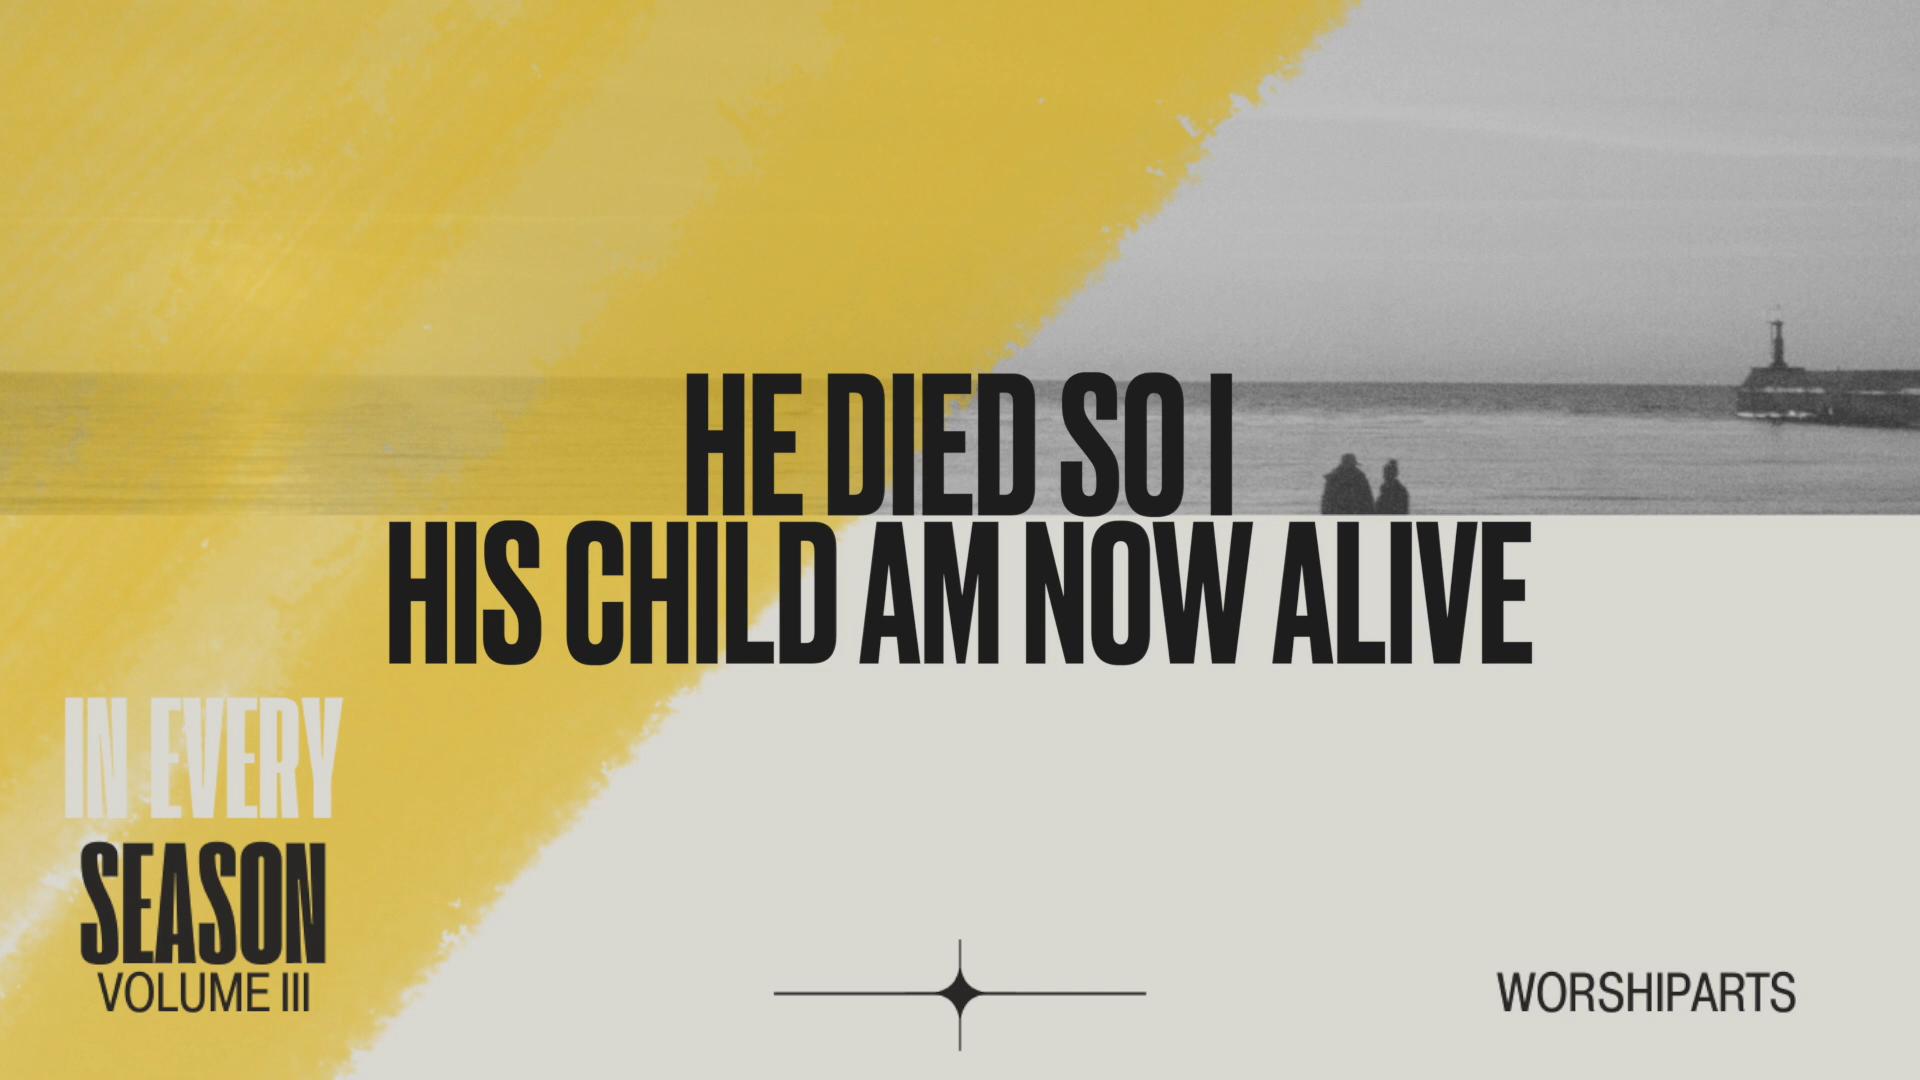 HE DIED SO I
HIS CHILD AM NOW ALIVE
IN EVERY
SEASON
VOLUME III
WORSHIPARTS